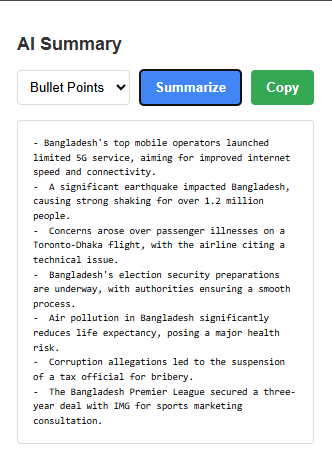 AI Summary
Bullet Points Summarize Copy
- Bangladesh's top mobile operators launched
limited 5G service, aiming for improved internet
speed and connectivity.
-  A significant earthquake impacted Bangladesh,
causing strong shaking for over 1.2 million
people.
-  Concerns arose over passenger illnesses on a
Toronto-Dhaka flight, with the airline citing a
technical issue.
-  Bangladesh's election security preparations
are underway, with authorities ensuring a smooth
process.
-  Air pollution in Bangladesh significantly
reduces life expectancy, posing a major health
risk.
-  Corruption allegations led to the suspension
of a tax official for bribery.
-  The Bangladesh Premier League secured a three-
year deal with IMG for sports marketing
consultation.